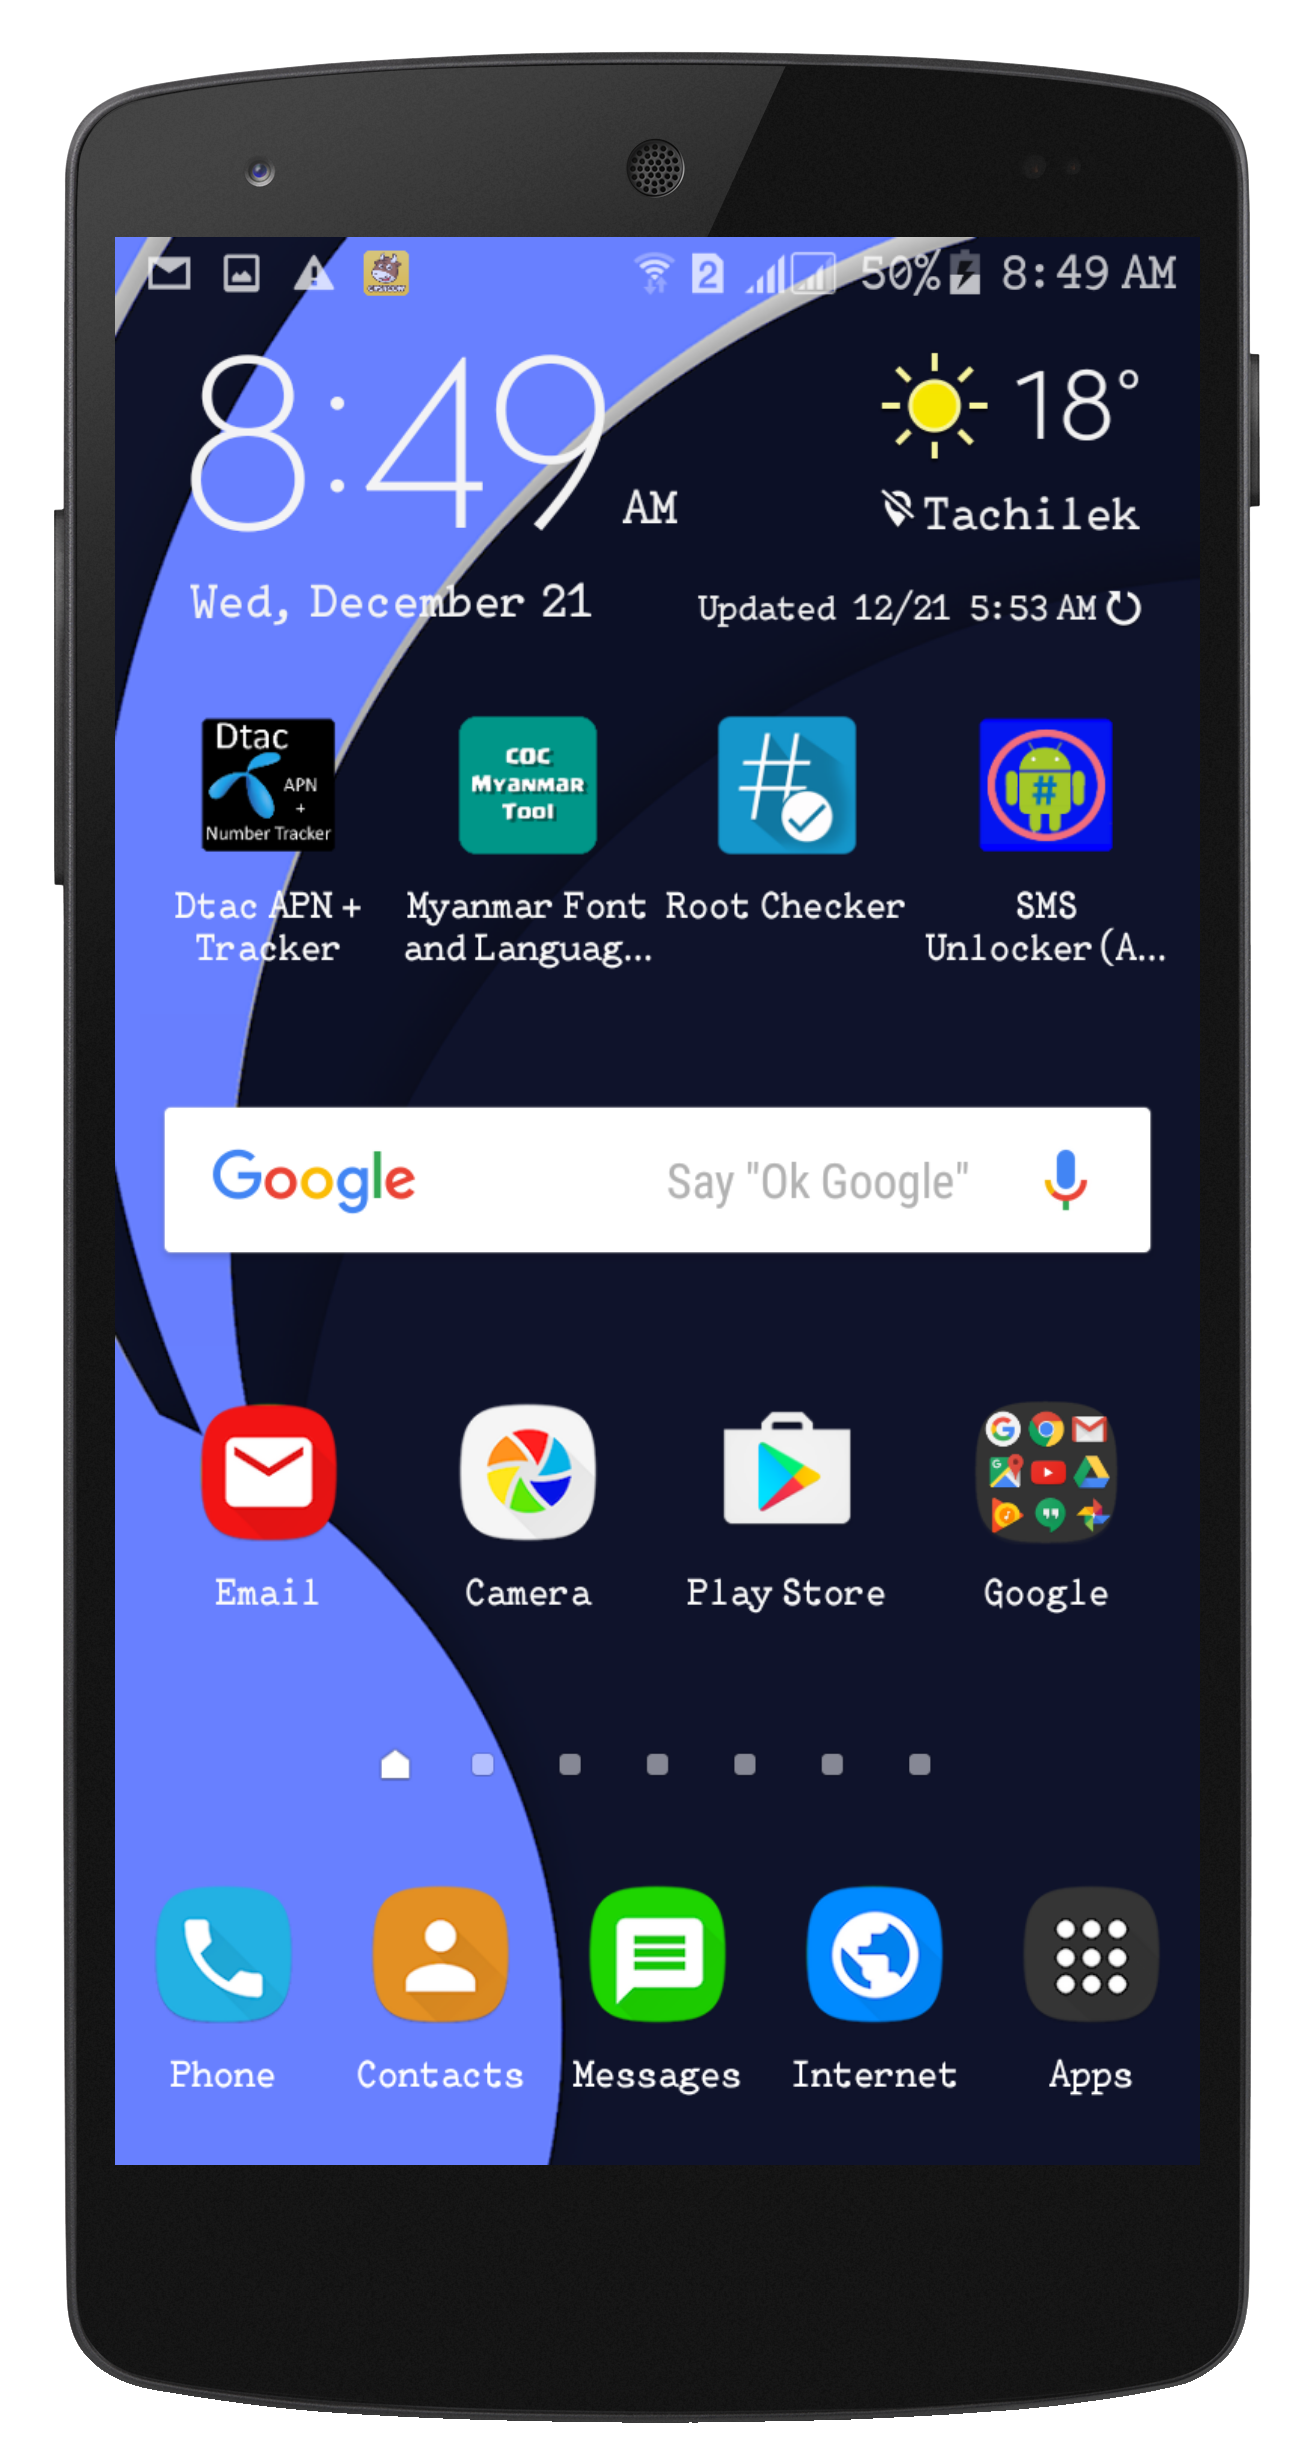 2 50% 8:49 AM
8:49 AM
18°
Tachilek
Wed, December 21
Updated 12/21 5:53 AM
Dtac
APN
+
Number Tracker
COC
Myanmar
Tool
#
#
Dtac APN +
Tracker
Myanmar Font
and Languag...
Root Checker
SMS
Unlocker(A...
Google
Say "Ok Google"
Email
Camera
Play Store
Google
Phone
Contacts
Messages
Internet
Apps